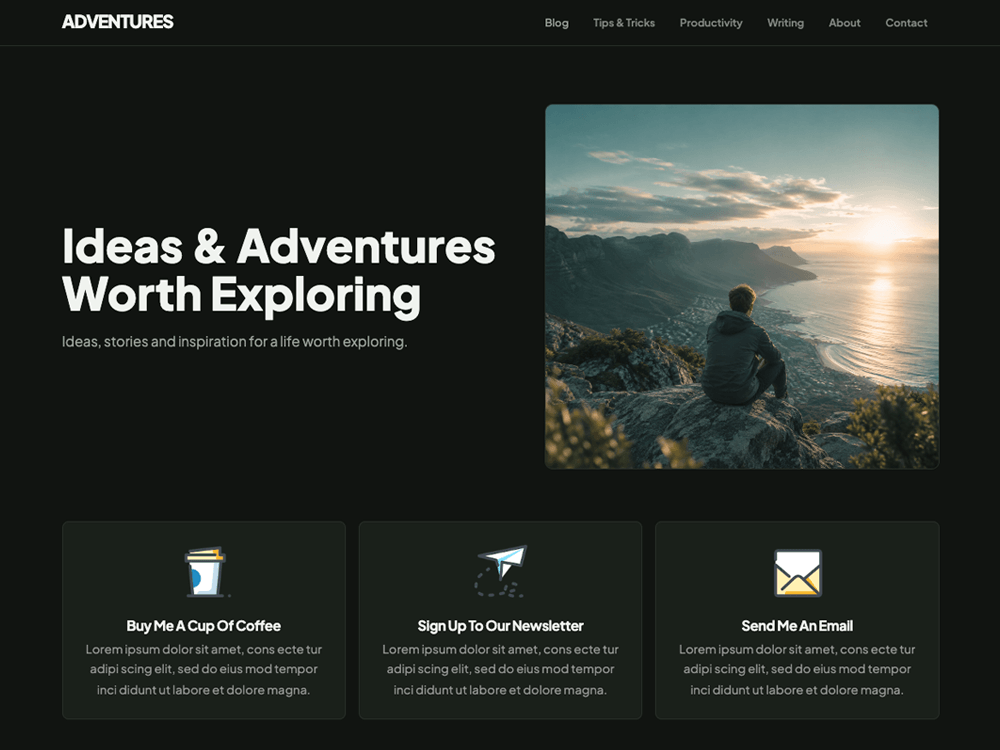 ADVENTURES
Blog
Tips & Tricks
Productivity
Writing
About
Contact
Ideas & Adventures
Worth Exploring
Ideas, stories and inspiration for a life worth exploring.
Buy Me A Cup Of Coffee
Lorem ipsum dolor sit amet, cons ecte tur
adipi scing elit, sed do eius mod tempor
inci didunt ut labore et dolore magna.
Sign Up To Our Newsletter
Lorem ipsum dolor sit amet, cons ecte tur
adipi scing elit, sed do eius mod tempor
inci didunt ut labore et dolore magna.
Send Me An Email
Lorem ipsum dolor sit amet, cons ecte tur
adipi scing elit, sed do eius mod tempor
inci didunt ut labore et dolore magna.